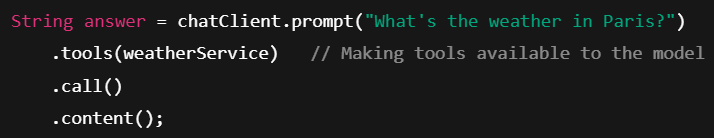 String answer = chatClient.prompt("What's the weather in Paris?")
    .tools(weatherService)   // Making tools available to the model
    .call()
    .content();